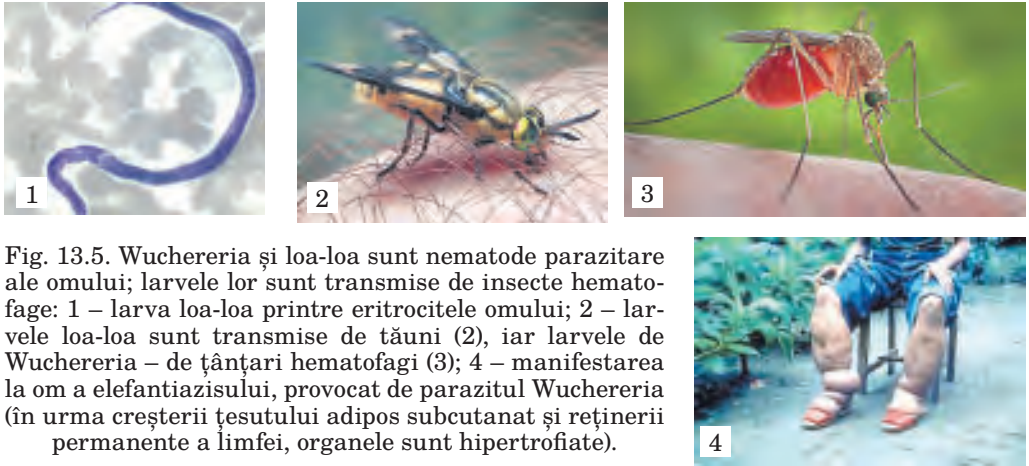 1
2
3
Fig. 13.5. Wuchereria și loa-loa sunt nematode parazitare
ale omului; larvele lor sunt transmise de insecte hemato-
fage: 1 – larva loa-loa printre eritrocitele omului; 2 – lar-
vele loa-loa sunt transmise de tăuni (2), iar larvele de
Wuchereria – de țânțari hematofagi (3); 4 – manifestarea
la om a elefantiazisului, provocat de parazitul Wuchereria
(în urma creșterii țesutului adipos subcutanat și reținerii
permanente a limfei, organele sunt hipertrofiate).
4